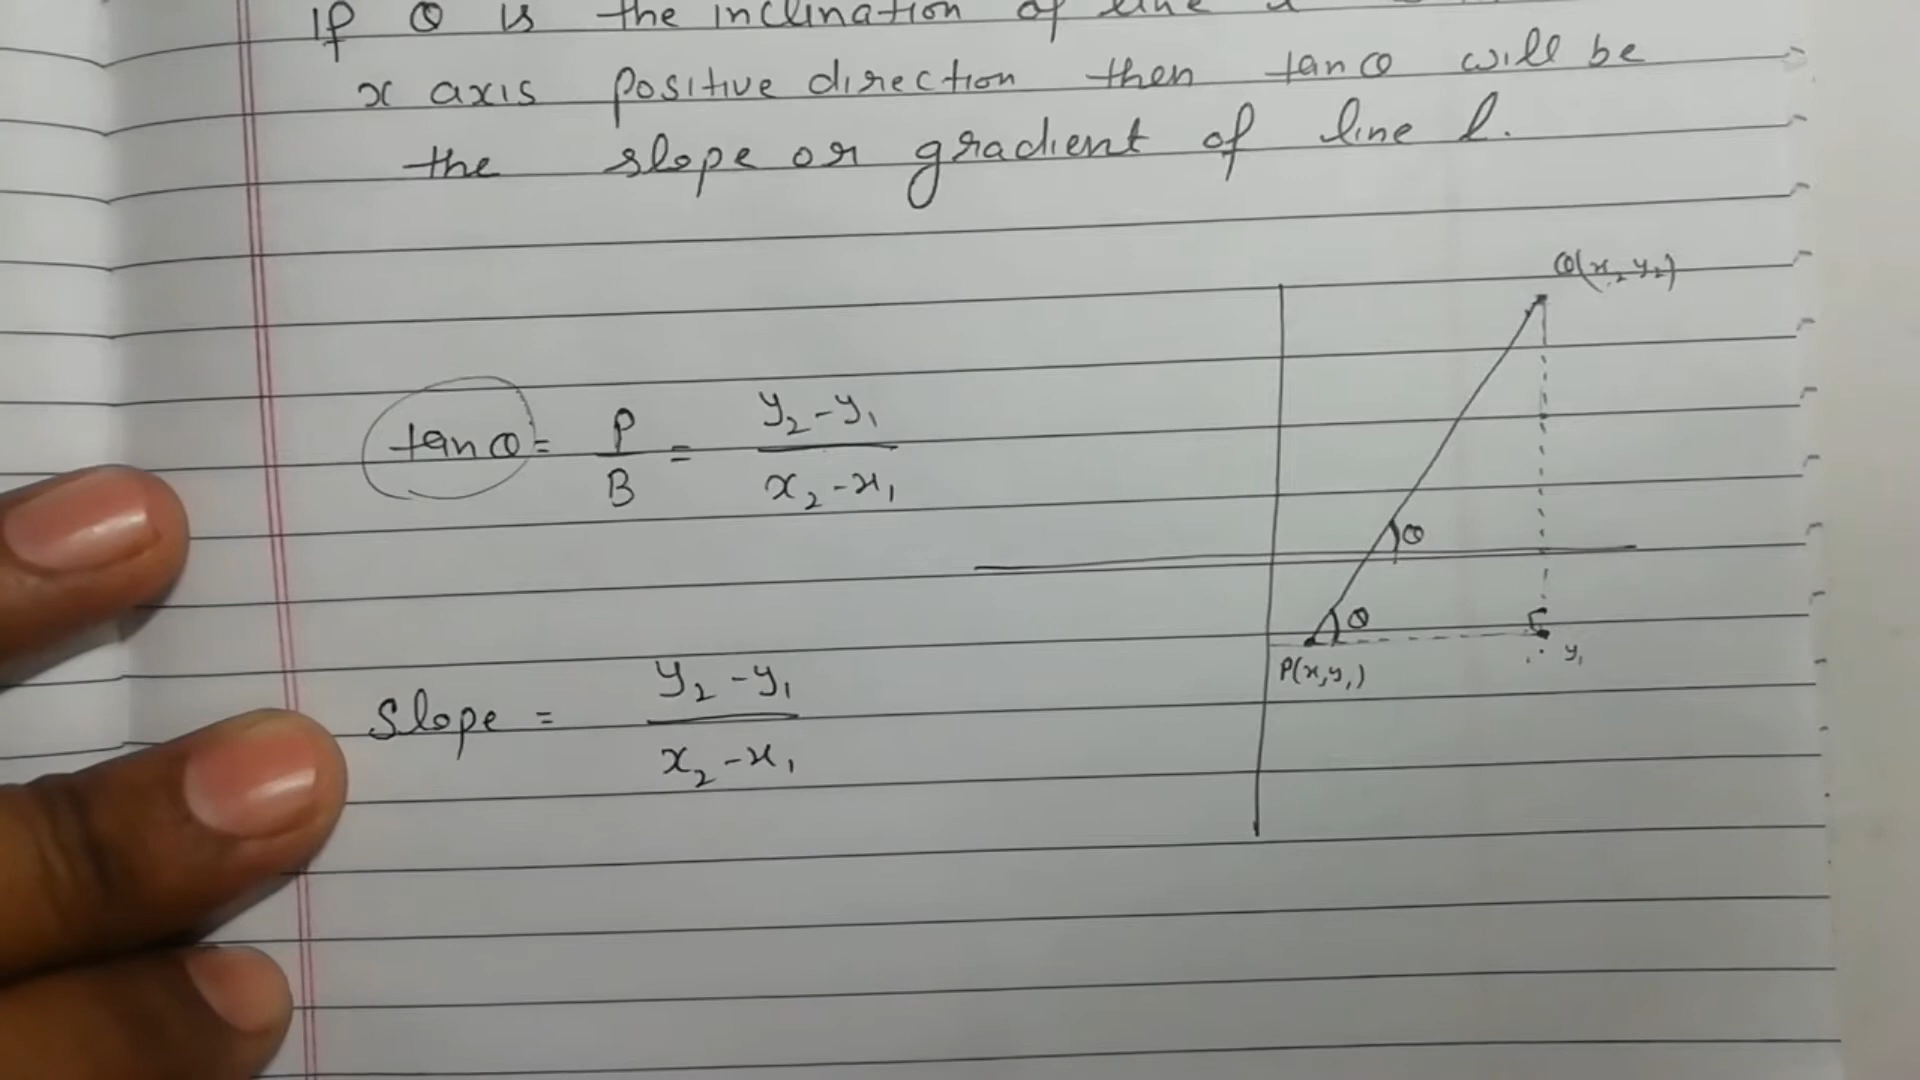 If θ is the inclination of line
x axis positive direction then tan θ will be
the slope or gradient of line l.
Q(x₂ y₂)
tan θ = P/B = y₂-y₁/x₂-x₁
θ
θ
P(x,y₁)
y₁
Slope = y₂-y₁/x₂-x₁